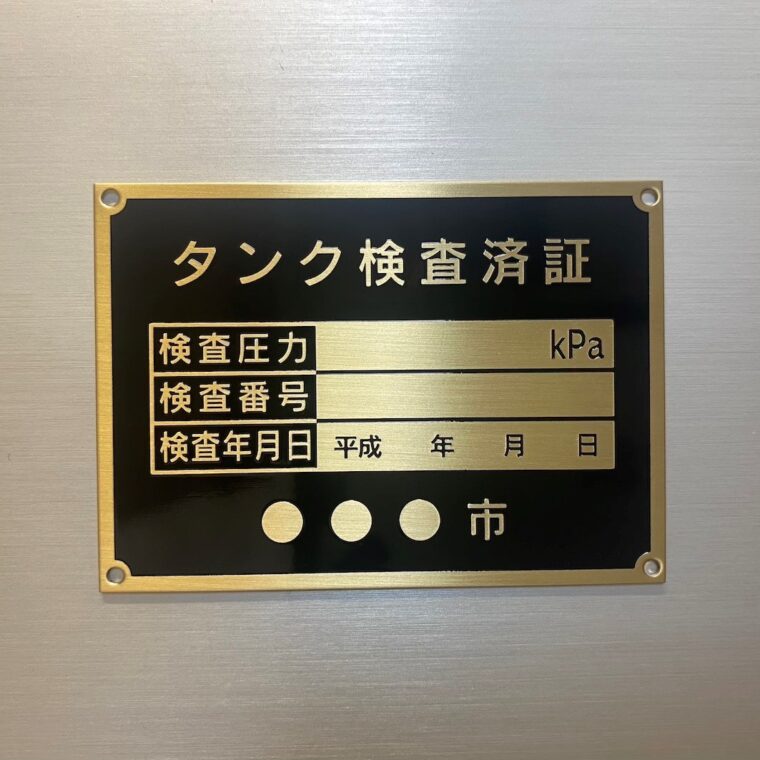 タンク検査済証
検査圧力 kPa
検査番号
検査年月日 平成 年 月 日
●●●市